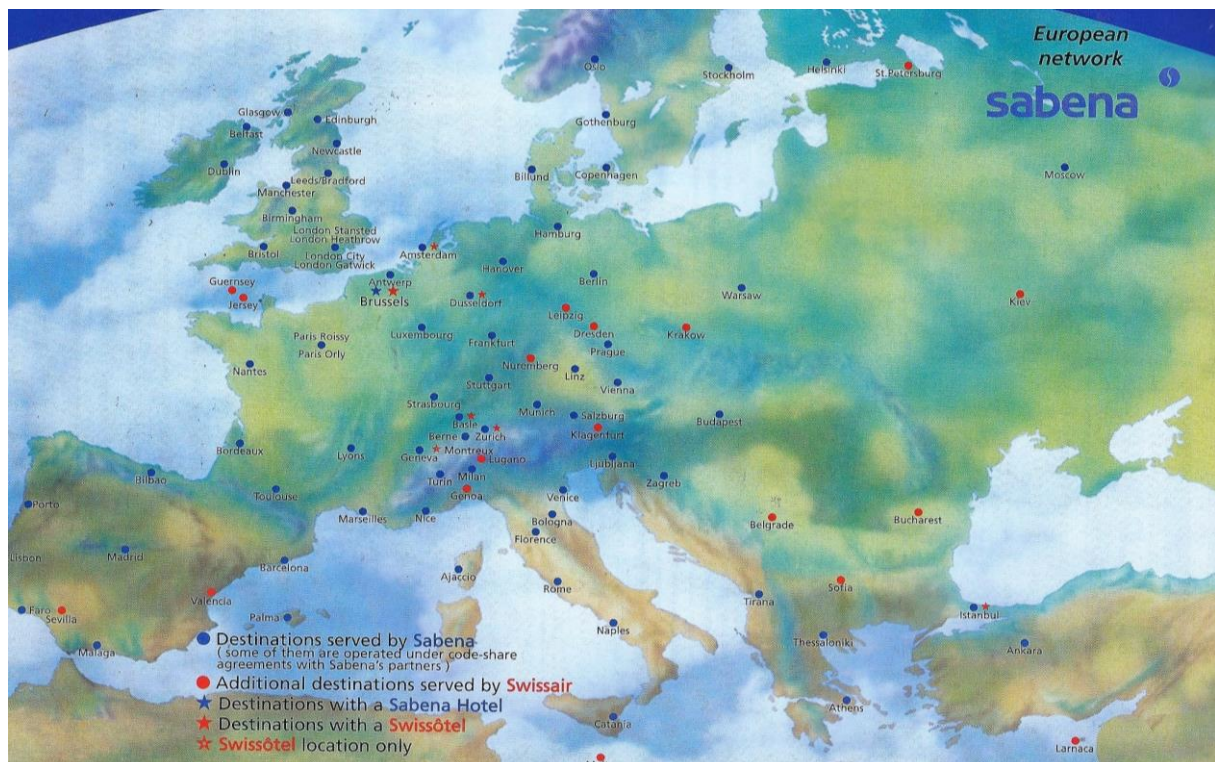 European
network
sabena
Oslo
Stockholm
Helsinki
St.Petersburg
Glasgow
Edinburgh
Belfast
Gothenburg
Newcastle
Dublin
Leeds/Bradford
Manchester
Billund
Copenhagen
Moscow
Birmingham
London Stansted
London Heathrow
Hamburg
Bristol
London City
London Gatwick
Amsterdam
Hanover
Guernsey
Antwerp
Berlin
Jersey
Brussels
Düsseldorf
Warsaw
Kiev
Leipzig
Paris Roissy
Luxembourg
Frankfurt
Dresden
Krakow
Paris Orly
Prague
Nantes
Nuremberg
Linz
Stuttgart
Vienna
Strasbourg
Munich
Salzburg
Basle
Budapest
Berne
Zurich
Klagenfurt
Bordeaux
Lyons
Geneva
Montreux
Lugano
Ljubljana
Bilbao
Turin
Milan
Zagreb
Toulouse
Genoa
Venice
Porto
Marseilles
Nice
Bologna
Belgrade
Bucharest
Florence
Lisbon
Madrid
Barcelona
Ajaccio
Rome
Sofia
Valencia
Tirana
Faro
Sevilla
Palma
Istanbul
Naples
Thessaloniki
Malaga
Ankara
Athens
Catania
Larnaca
Destinations served by Sabena
( some of them are operated under code-share
agreements with Sabena's partners )
Additional destinations served by Swissair
Destinations with a Sabena Hotel
Destinations with a Swissôtel
Swissôtel location only